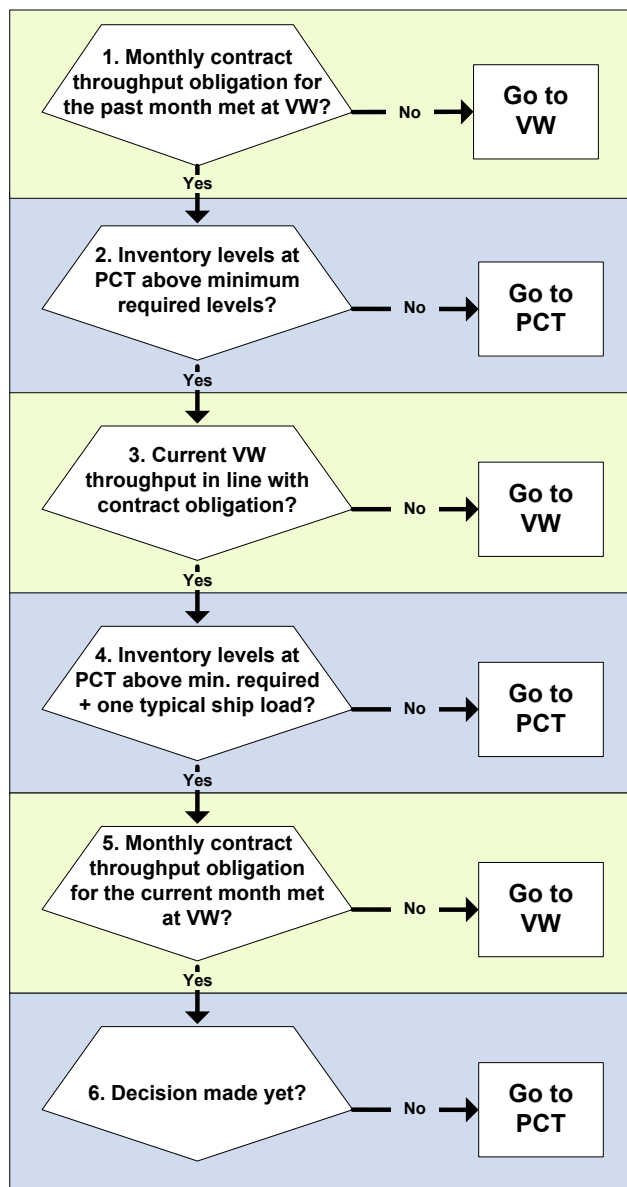 1. Monthly contract
throughput obligation for
the past month met at VW?
No
Go to
VW
Yes
2. Inventory levels at
PCT above minimum
required levels?
No
Go to
PCT
Yes
3. Current VW
throughput in line with
contract obligation?
No
Go to
VW
Yes
4. Inventory levels at
PCT above min. required
+ one typical ship load?
No
Go to
PCT
Yes
5. Monthly contract
throughput obligation
for the current month met
at VW?
No
Go to
VW
Yes
6. Decision made yet?
No
Go to
PCT